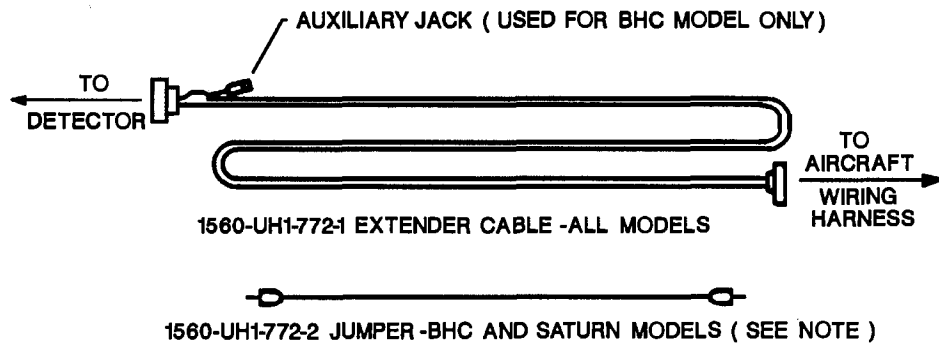 AUXILIARY JACK ( USED FOR BHC MODEL ONLY )
TO
DETECTOR
TO
AIRCRAFT
WIRING
HARNESS
1560-UH1-772-1 EXTENDER CABLE -ALL MODELS
1560-UH1-772-2 JUMPER -BHC AND SATURN MODELS ( SEE NOTE )